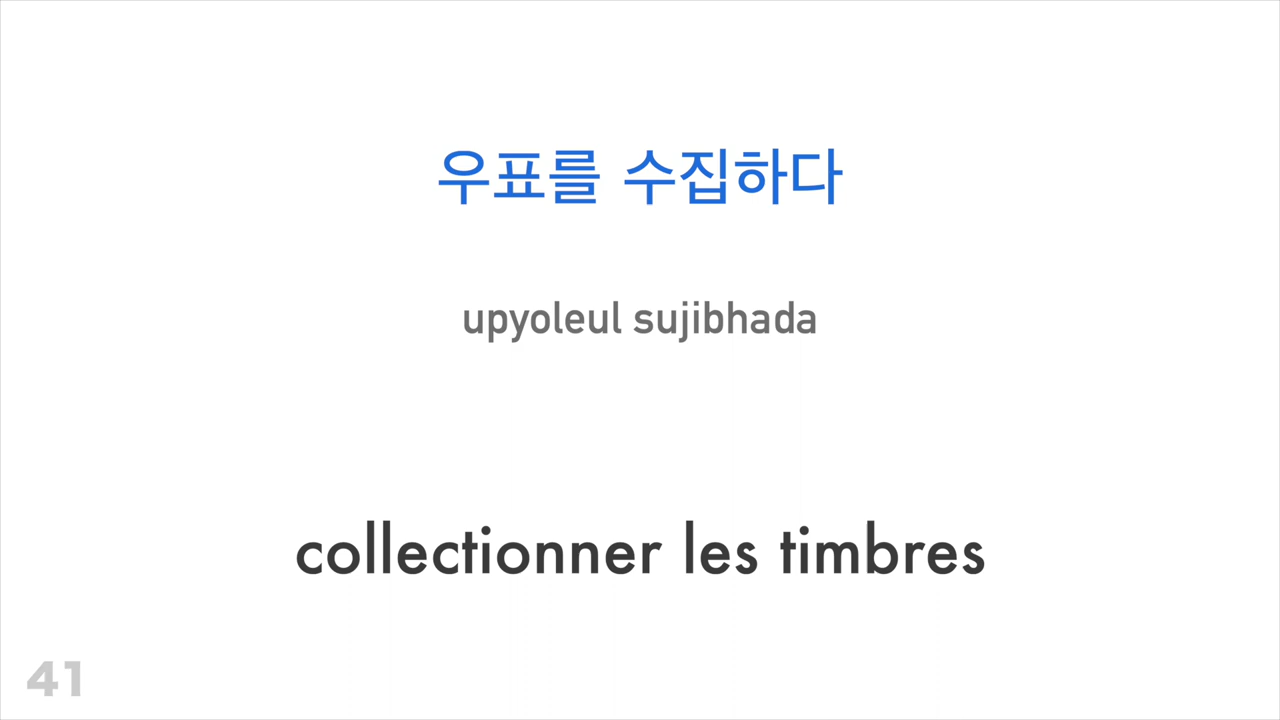 우표를 수집하다
upyoleul sujibhada
collectionner les timbres
41